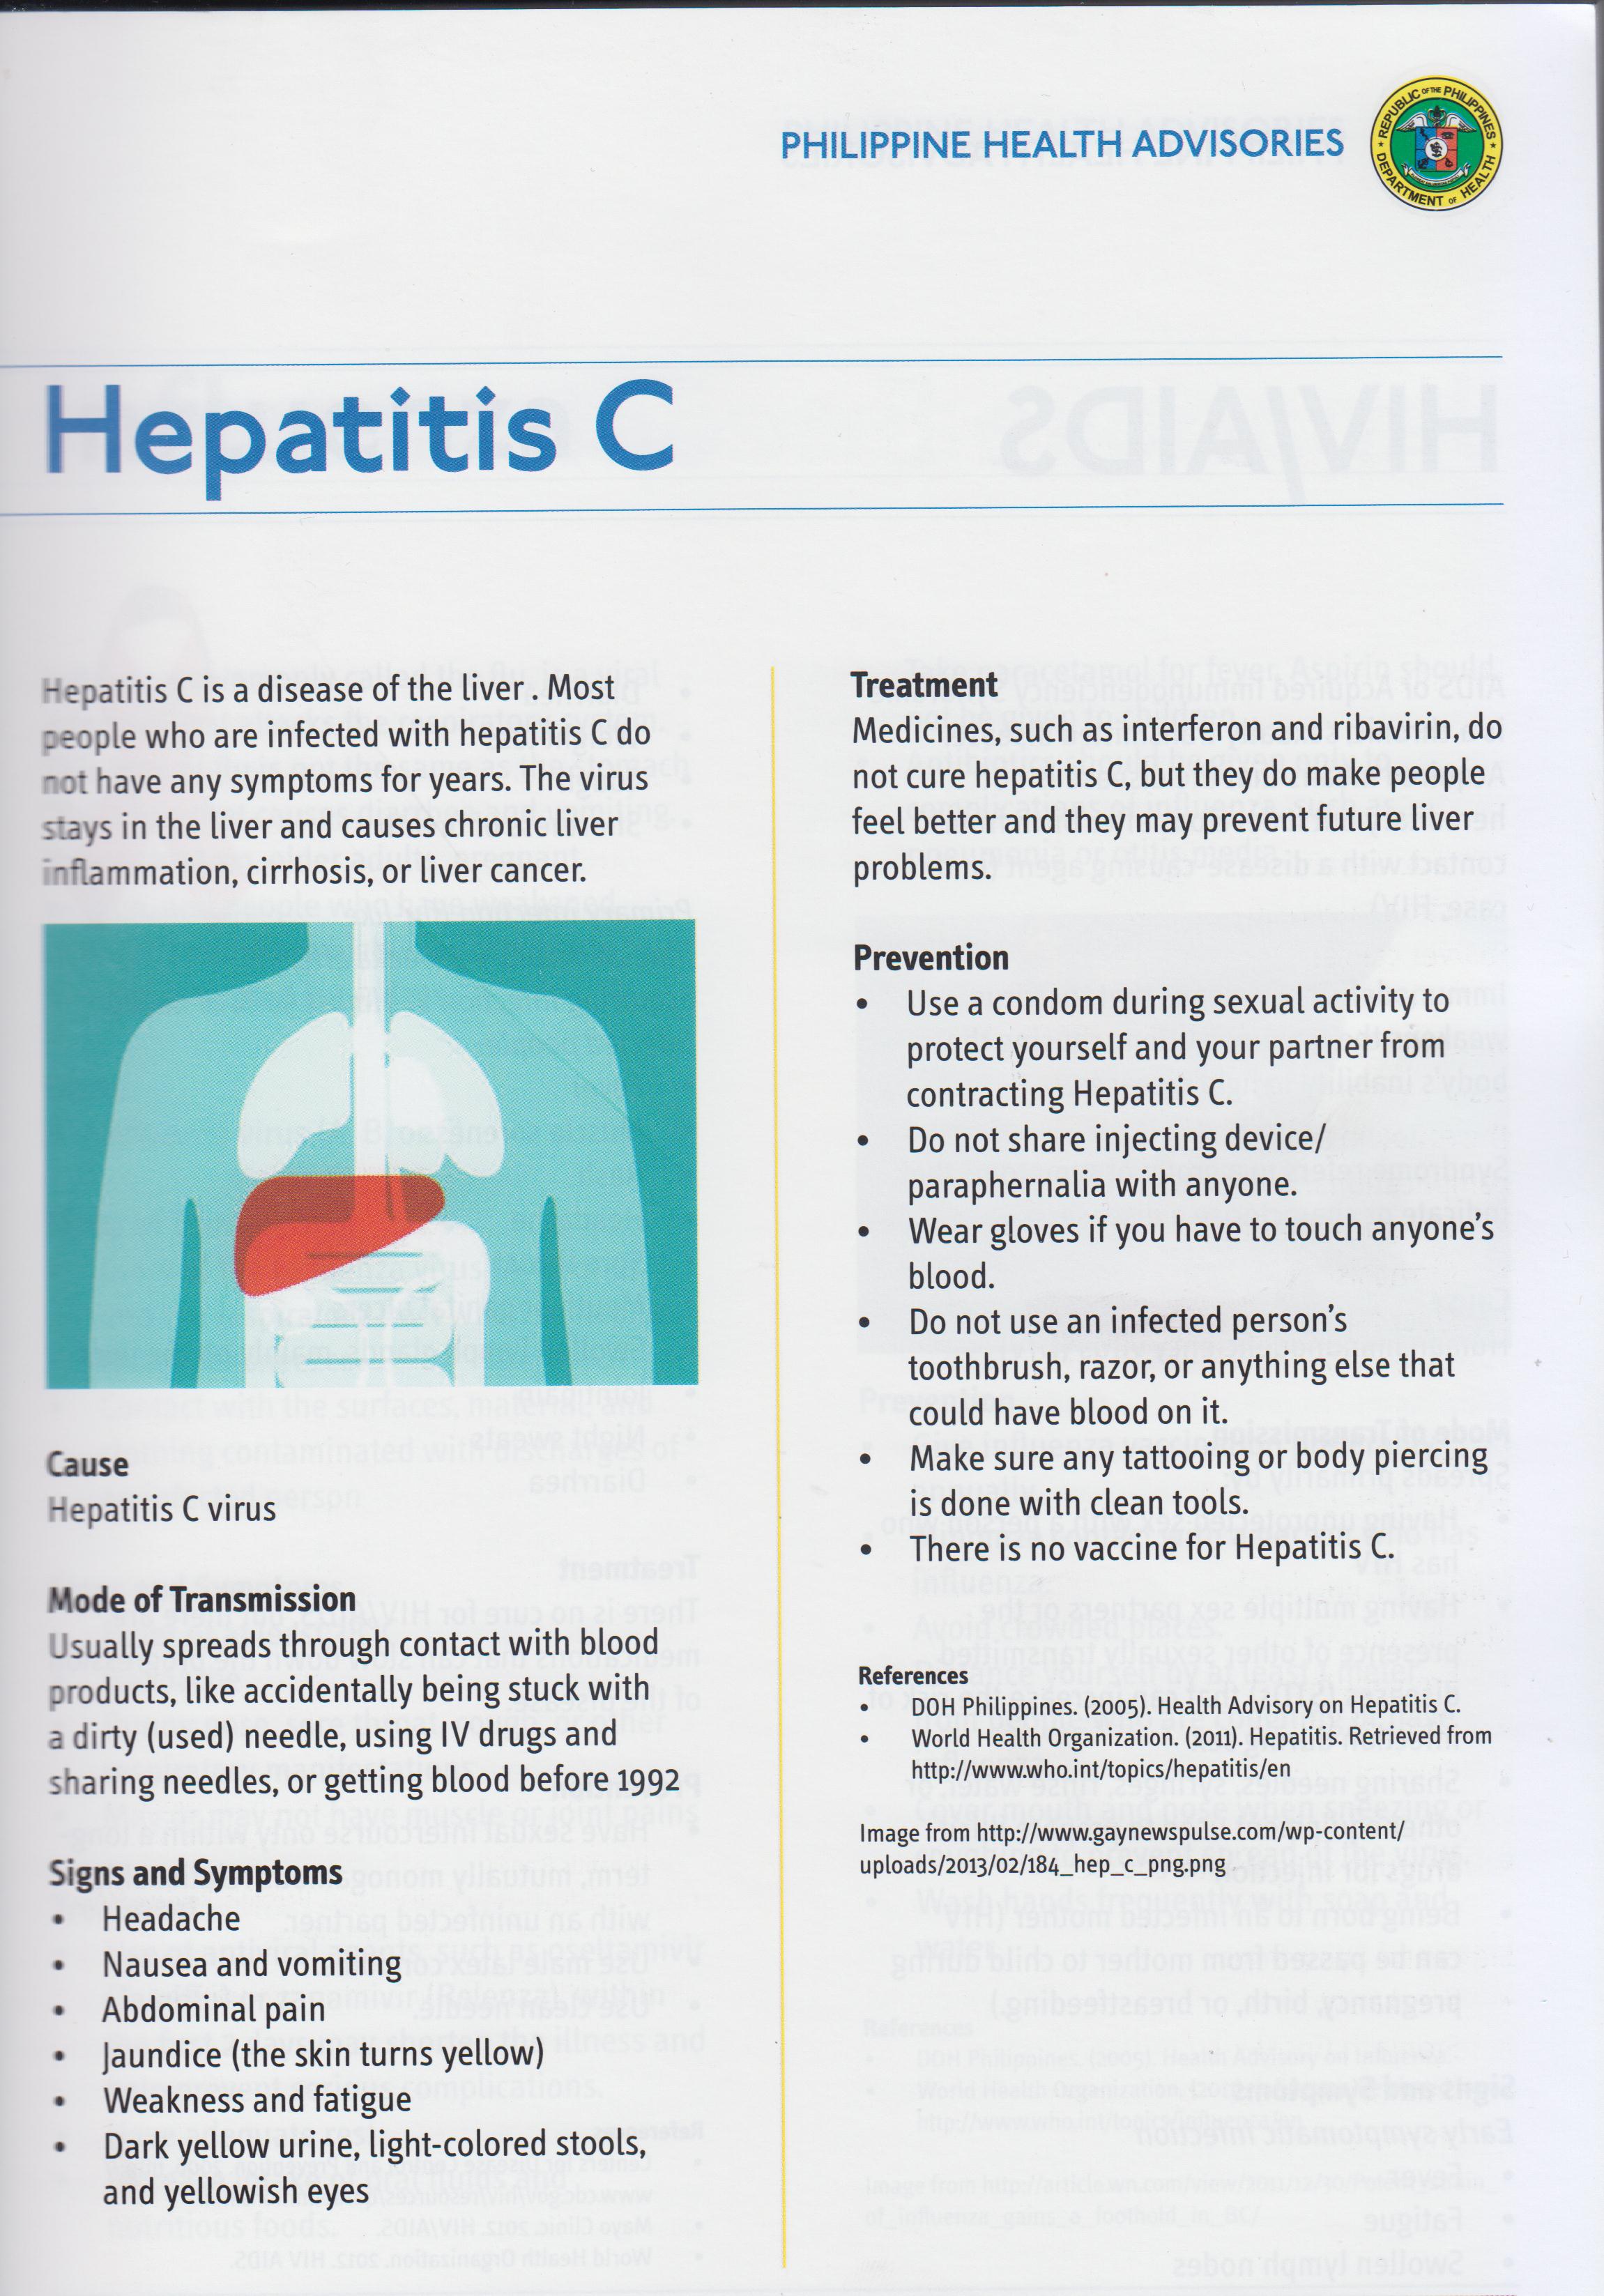 PHILIPPINE HEALTH ADVISORIES
REPUBLIC OF THE PHILIPPINES
DEPARTMENT OF HEALTH
Hepatitis C
Hepatitis C is a disease of the liver. Most
people who are infected with hepatitis C do
not have any symptoms for years. The virus
stays in the liver and causes chronic liver
inflammation, cirrhosis, or liver cancer.
Cause
Hepatitis C virus
Mode of Transmission
Usually spreads through contact with blood
products, like accidentally being stuck with
a dirty (used) needle, using IV drugs and
sharing needles, or getting blood before 1992
Signs and Symptoms
• Headache
• Nausea and vomiting
• Abdominal pain
• Jaundice (the skin turns yellow)
• Weakness and fatigue
• Dark yellow urine, light-colored stools,
and yellowish eyes
Treatment
Medicines, such as interferon and ribavirin, do
not cure hepatitis C, but they do make people
feel better and they may prevent future liver
problems.
Prevention
• Use a condom during sexual activity to
protect yourself and your partner from
contracting Hepatitis C.
• Do not share injecting device/
paraphernalia with anyone.
• Wear gloves if you have to touch anyone's
blood.
• Do not use an infected person's
toothbrush, razor, or anything else that
could have blood on it.
• Make sure any tattooing or body piercing
is done with clean tools.
• There is no vaccine for Hepatitis C.
References
• DOH Philippines. (2005). Health Advisory on Hepatitis C.
• World Health Organization. (2011). Hepatitis. Retrieved from
http://www.who.int/topics/hepatitis/en
Image from http://www.gaynewspulse.com/wp-content/
uploads/2013/02/184_hep_c_png.png